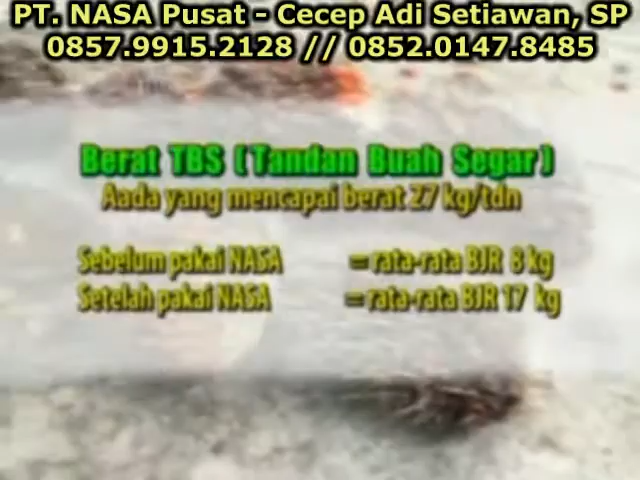 PT. NASA Pusat - Cecep Adi Setiawan, SP
0857.9915.2128 // 0852.0147.8485
Berat TBS (Tandan Buah Segar)
Aada yang mencapai berat 27 kg/tdn
Sebelum pakai NASA = rata-rata BJR 8 kg
Setelah pakai NASA = rata-rata BJR 17 kg